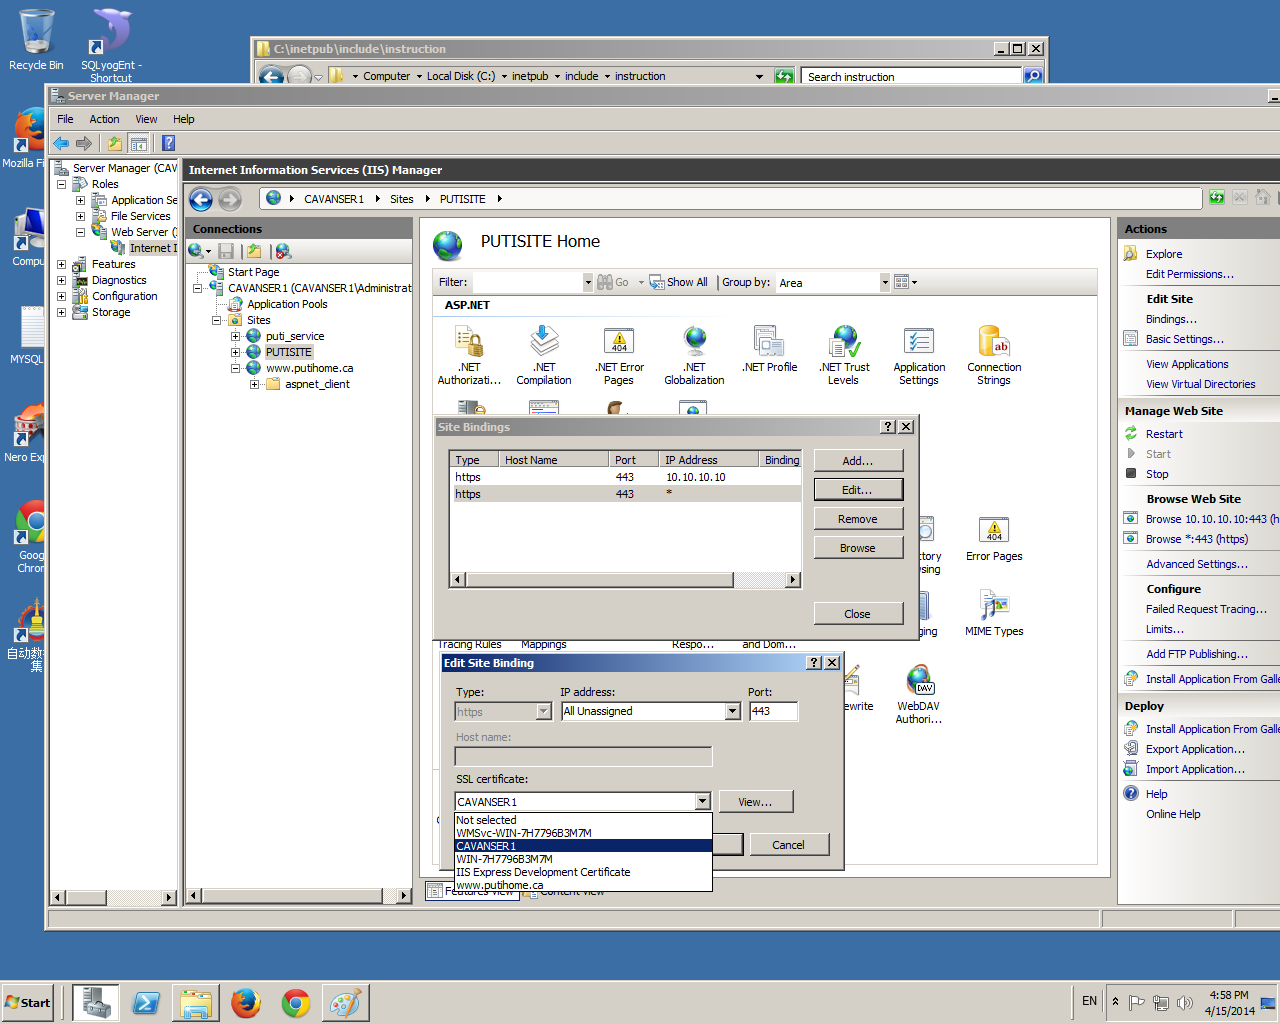 Recycle Bin
SQLyogEnt -
Shortcut
C:\inetpub\include\instruction
Computer
Local Disk (C:)
inetpub
include
instruction
Search instruction
Server Manager
File
Action
View
Help
Mozilla Fi
Compu
MYSQL
Nero Exp
Goog
Chron
自动数
集
Server Manager (CAV
Roles
Application Se
File Services
Web Server (
Internet I
Features
Diagnostics
Configuration
Storage
Internet Information Services (IIS) Manager
CAVANSER1
Sites
PUTISITE
Connections
Start Page
CAVANSER1 (CAVANSER1\Administrat
Application Pools
Sites
puti_service
PUTISITE
www.putihome.ca
aspnet_client
PUTISITE Home
Filter:
Go
Show All
Group by:
Area
ASP.NET
.NET
Authorizati...
.NET
Compilation
.NET Error
Pages
.NET
Globalization
.NET Profile
.NET Trust
Levels
Application
Settings
Connection
Strings
404
Site Bindings
Type
Host Name
Port
IP Address
Binding
https
443
10.10.10.10
https
443
*
Add...
Edit...
Remove
Browse
Close
ctory
wsing
404
Error Pages
ging
MIME Types
Tracing Rules
Mappings
Respo...
and Dom...
ewrite
DAV
WebDAV
Authori...
Edit Site Binding
Type:
IP address:
Port:
https
All Unassigned
443
Host name:
SSL certificate:
CAVANSER1
View...
Not selected
WMSvc-WIN-7H7796B3M7M
CAVANSER1
WIN-7H7796B3M7M
IIS Express Development Certificate
www.putihome.ca
Cancel
Features View
Content View
Actions
Explore
Edit Permissions...
Edit Site
Bindings...
Basic Settings...
View Applications
View Virtual Directories
Manage Web Site
Restart
Start
Stop
Browse Web Site
Browse 10.10.10.10:443 (h
Browse *:443 (https)
Advanced Settings...
Configure
Failed Request Tracing...
Limits...
Add FTP Publishing...
Install Application From Galle
Deploy
Install Application From Galle
Export Application...
Import Application...
Help
Online Help
Start
EN
4:58 PM
4/15/2014